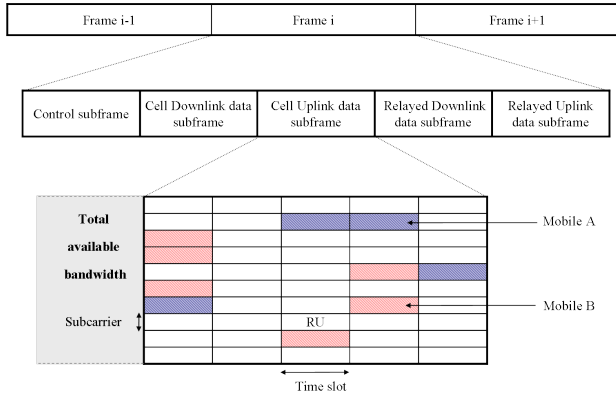 Frame i-1
Frame i
Frame i+1
Control subframe
Cell Downlink data
subframe
Cell Uplink data
subframe
Relayed Downlink
data subframe
Relayed Uplink
data subframe
Total
available
bandwidth
Mobile A
Mobile B
Subcarrier
RU
Time slot